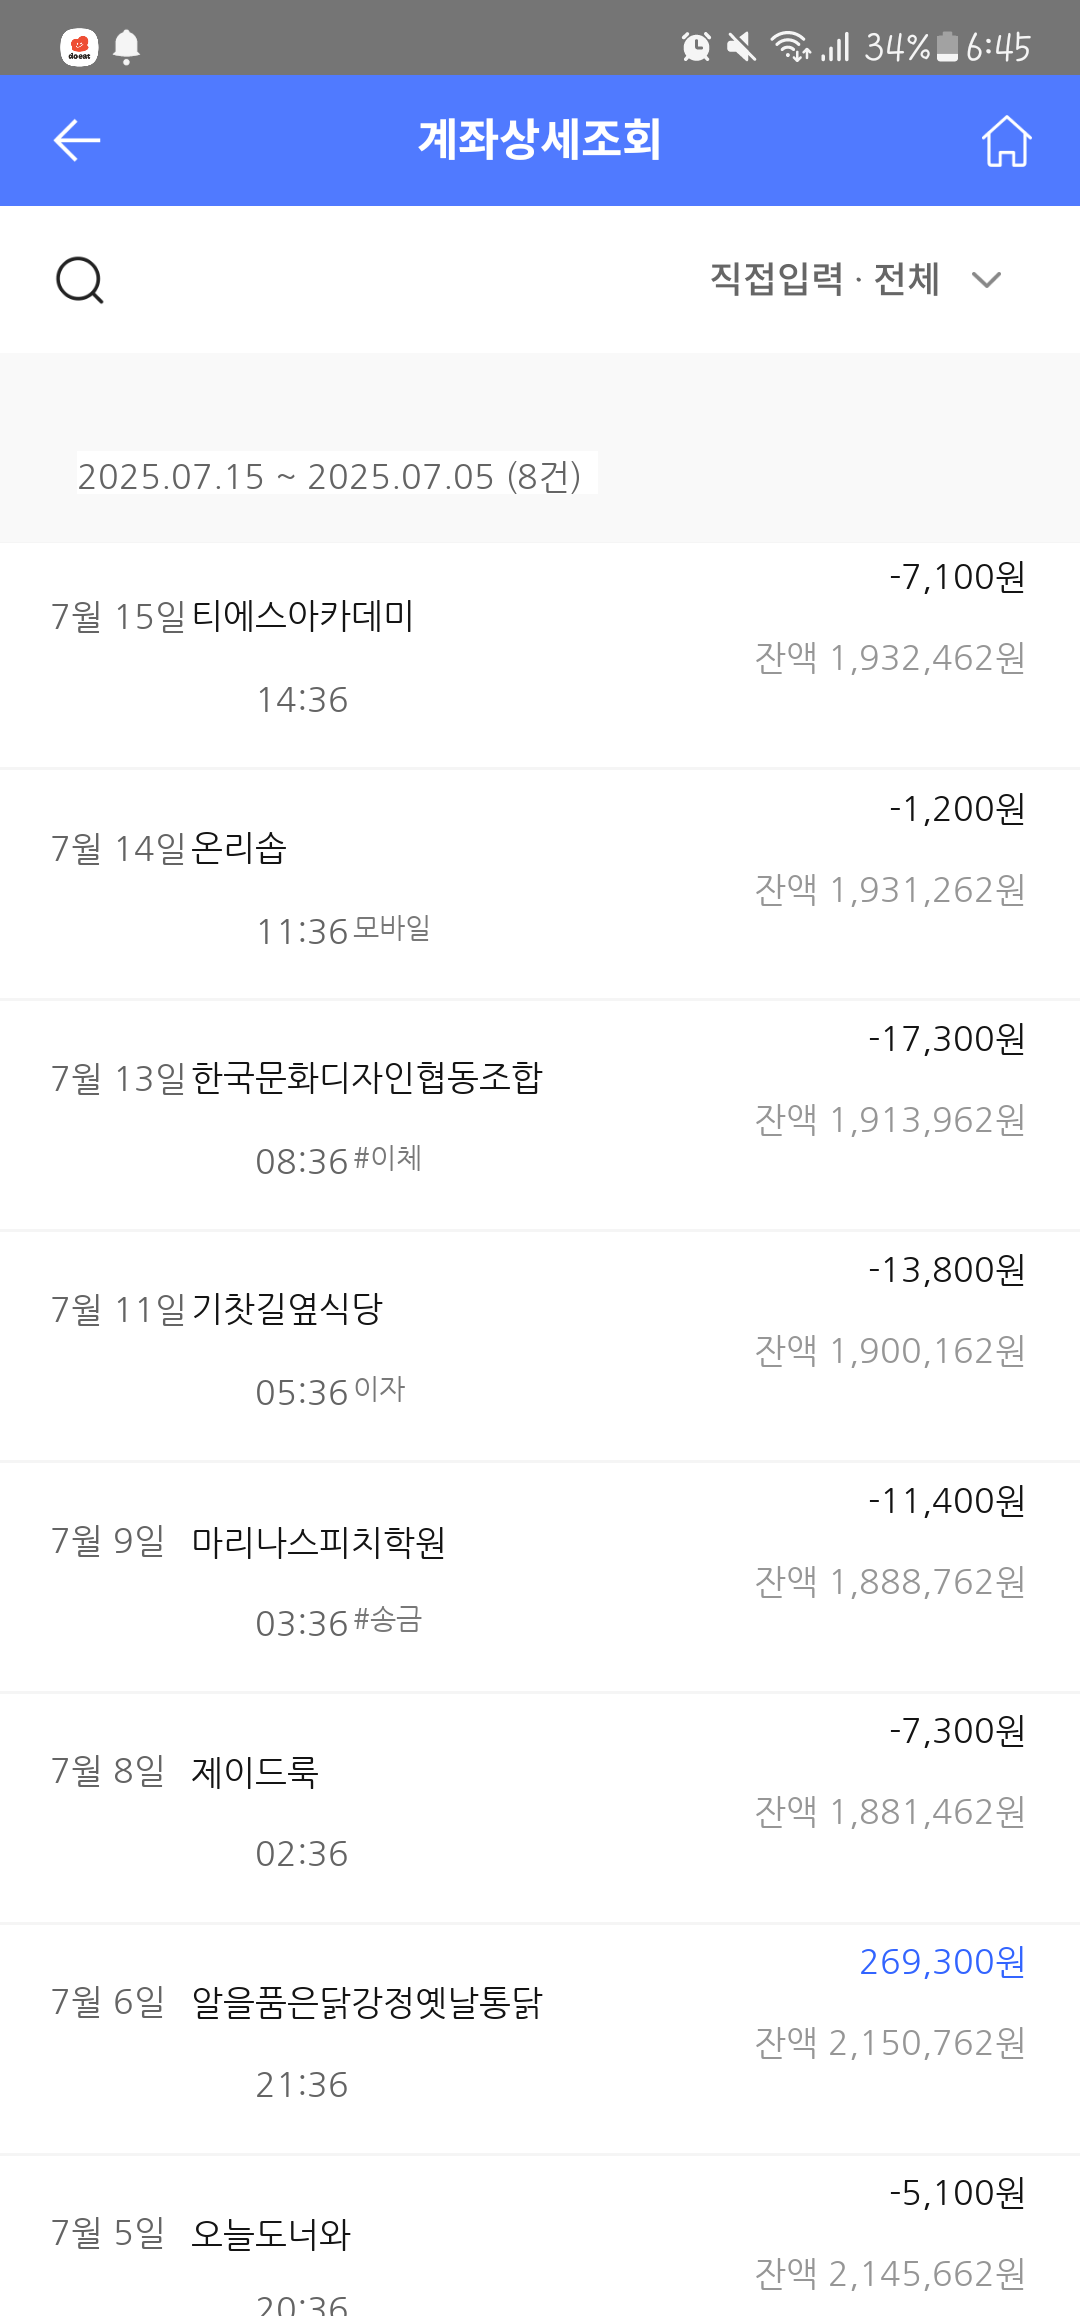 doeat
34% 6:45
계좌상세조회
직접입력 · 전체
2025.07.15 ~ 2025.07.05 (8건)
-7,100원
7월 15일 티에스아카데미
잔액 1,932,462원
14:36
-1,200원
7월 14일 온리솝
잔액 1,931,262원
11:36 모바일
-17,300원
7월 13일 한국문화디자인협동조합
잔액 1,913,962원
08:36 #이체
-13,800원
7월 11일 기찻길옆식당
잔액 1,900,162원
05:36 이자
-11,400원
7월 9일 마리나스피치학원
잔액 1,888,762원
03:36 #송금
-7,300원
7월 8일 제이드룩
잔액 1,881,462원
02:36
269,300원
7월 6일 알을품은닭강정옛날통닭
잔액 2,150,762원
21:36
-5,100원
7월 5일 오늘도너와
잔액 2,145,662원
20:36